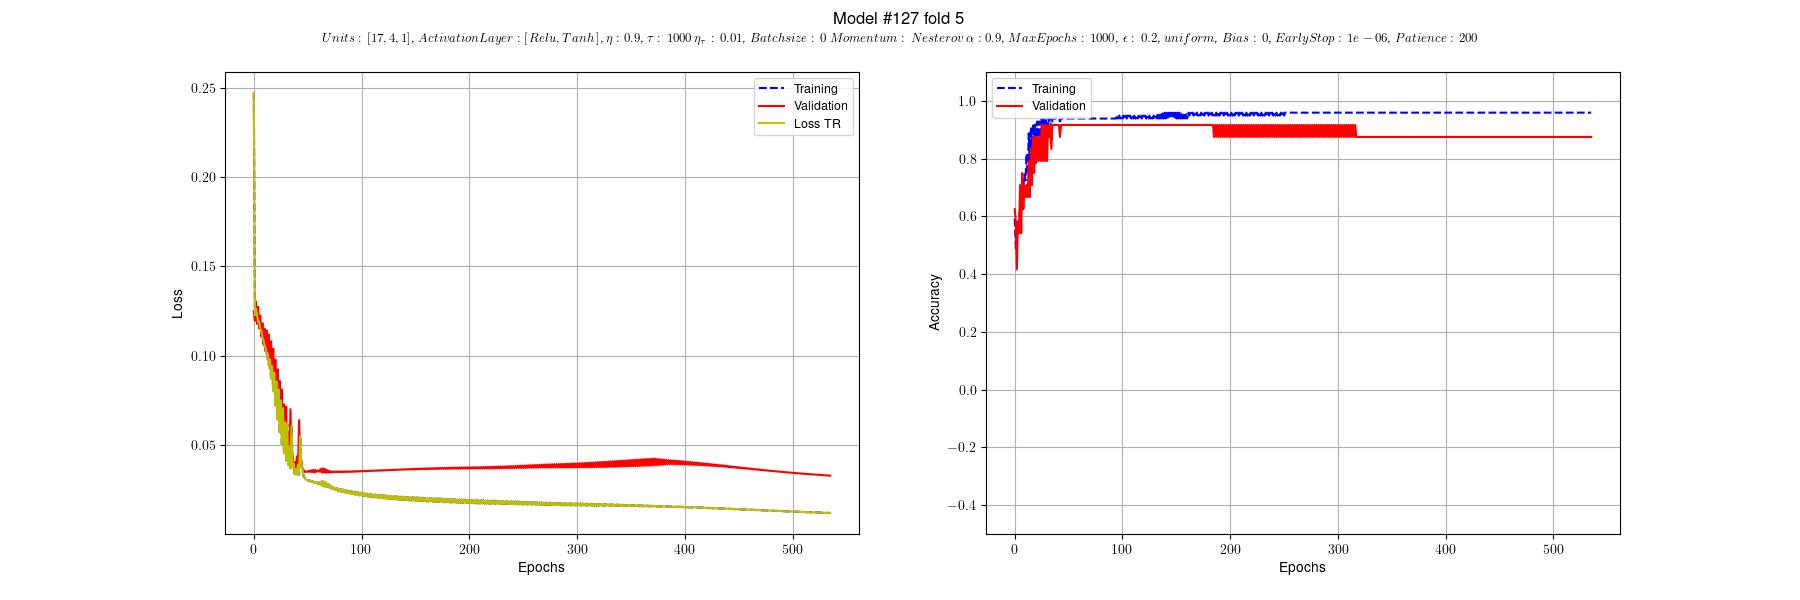 Model #127 fold 5
Units : [17, 4, 1], ActivationLayer : [Relu, Tanh], η : 0.9, τ : 1000 η_τ : 0.01, Batchsize : 0 Momentum : Nesterov α : 0.9, MaxEpochs : 1000, ϵ : 0.2, uniform, Bias : 0, EarlyStop : 1e − 06, Patience : 200
0.25
0.20
0.15
0.10
0.05
Loss
0 100 200 300 400 500
Epochs
Training
Validation
Loss TR
1.0
0.8
0.6
0.4
0.2
0.0
−0.2
−0.4
Accuracy
0 100 200 300 400 500
Epochs
Training
Validation